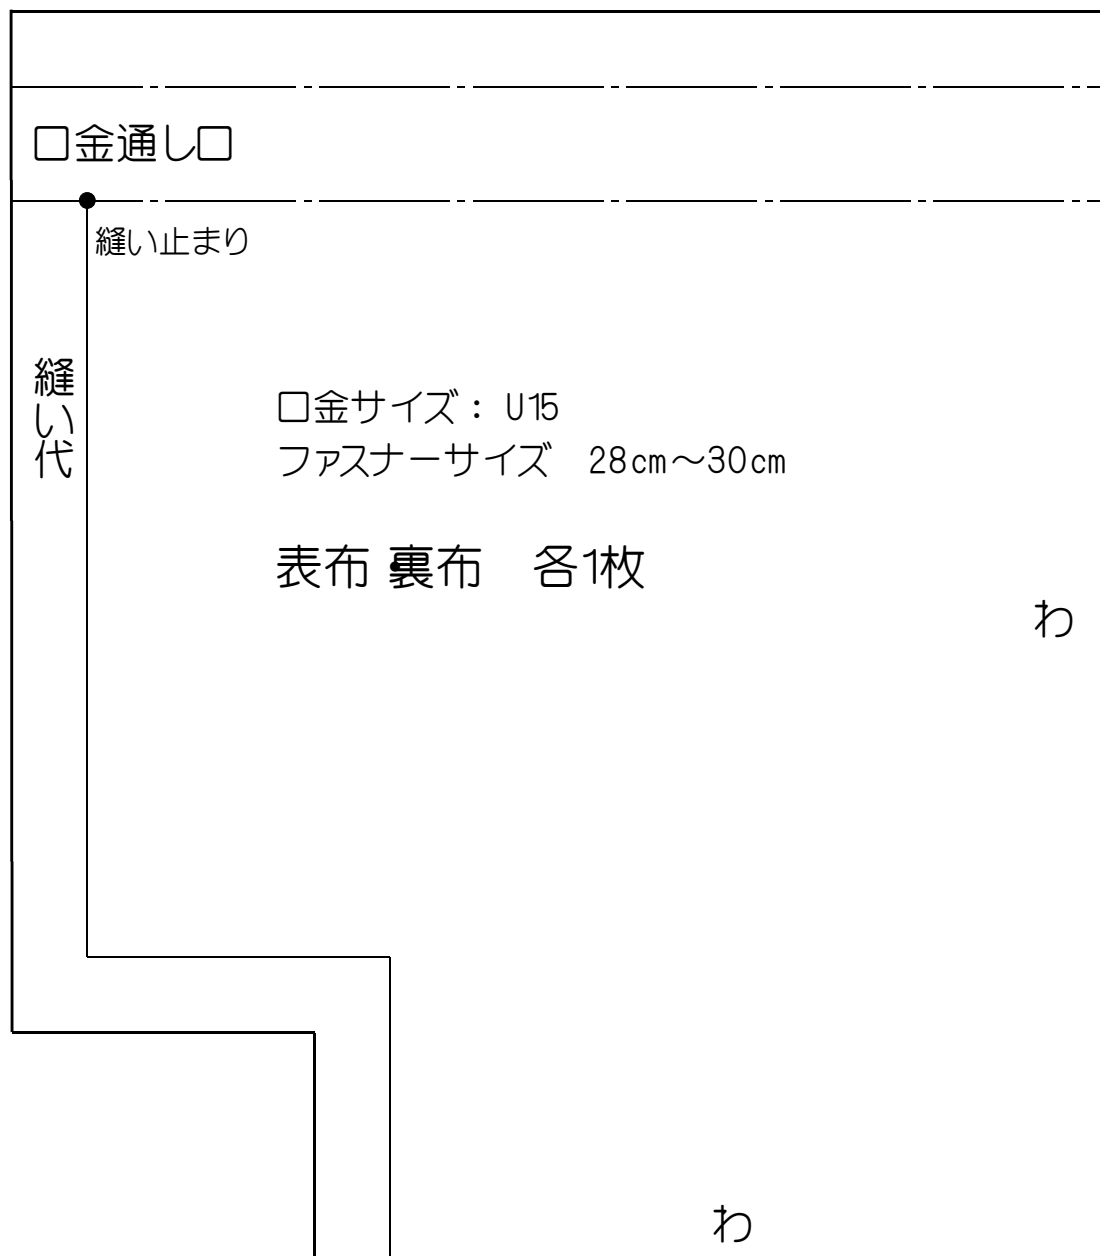 口金通し口
縫い止まり
縫い代
口金サイズ： U15
ファスナーサイズ　28cm～30cm
表布 裏布　各1枚
わ
わ